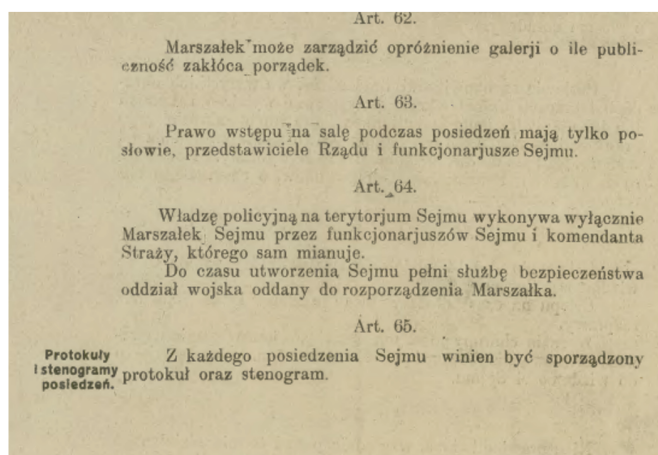 Art. 62.
Marszałek może zarządzić opróżnienie galerji o ile publi-
czność zakłóca porządek.
Art. 63.
Prawo wstępu na salę podczas posiedzeń mają tylko po-
słowie, przedstawiciele Rządu i funkcjonarjusze Sejmu.
Art. 64.
Władzę policyjną na terytorjum Sejmu wykonywa wyłącznie
Marszałek Sejmu przez funkcjonarjuszów Sejmu i komendanta
Straży, którego sam mianuje.
Do czasu utworzenia Sejmu pełni służbę bezpieczeństwa
oddział wojska oddany do rozporządzenia Marszałka.
Art. 65.
Protokuły
i stenogramy
posiedzeń.
Z każdego posiedzenia Sejmu winien być sporządzony
protokuł oraz stenogram.